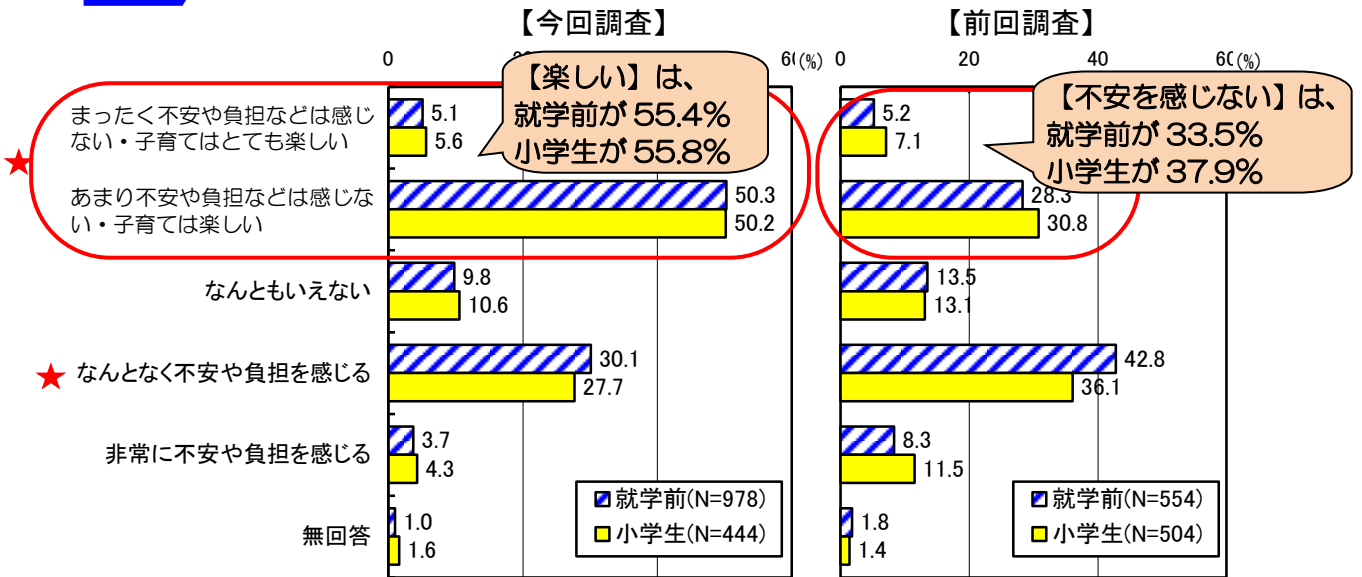 【今回調査】
【前回調査】
0
(%)
0
20
40
(%)
【楽しい】は、
就学前が55.4%
小学生が55.8%
【不安を感じない】は、
就学前が33.5%
小学生が37.9%
★
まったく不安や負担などは感じ
ない・子育てはとても楽しい
5.1
5.6
5.2
7.1
あまり不安や負担などは感じな
い・子育ては楽しい
50.3
50.2
28.3
30.8
なんともいえない
9.8
10.6
13.5
13.1
★
なんとなく不安や負担を感じる
30.1
27.7
42.8
36.1
非常に不安や負担を感じる
3.7
4.3
8.3
11.5
無回答
1.0
1.6
1.8
1.4
就学前(N=978)
小学生(N=444)
就学前(N=554)
小学生(N=504)